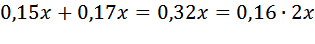 0,15x + 0,17x = 0,32x = 0,16 · 2x